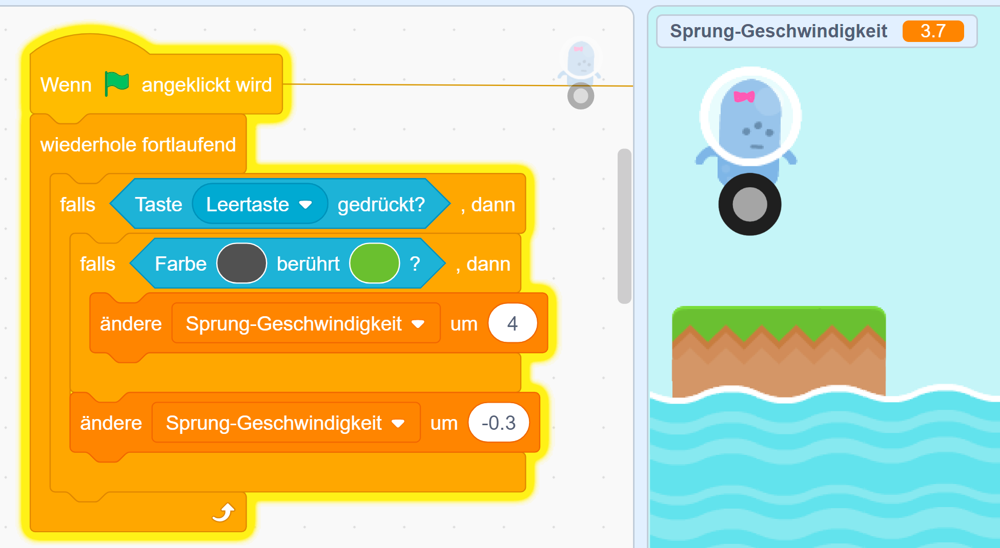 Wenn angeklickt wird
wiederhole fortlaufend
falls Taste Leertaste gedrückt? , dann
falls Farbe berührt ? , dann
ändere Sprung-Geschwindigkeit um 4
ändere Sprung-Geschwindigkeit um -0.3
Sprung-Geschwindigkeit 3.7